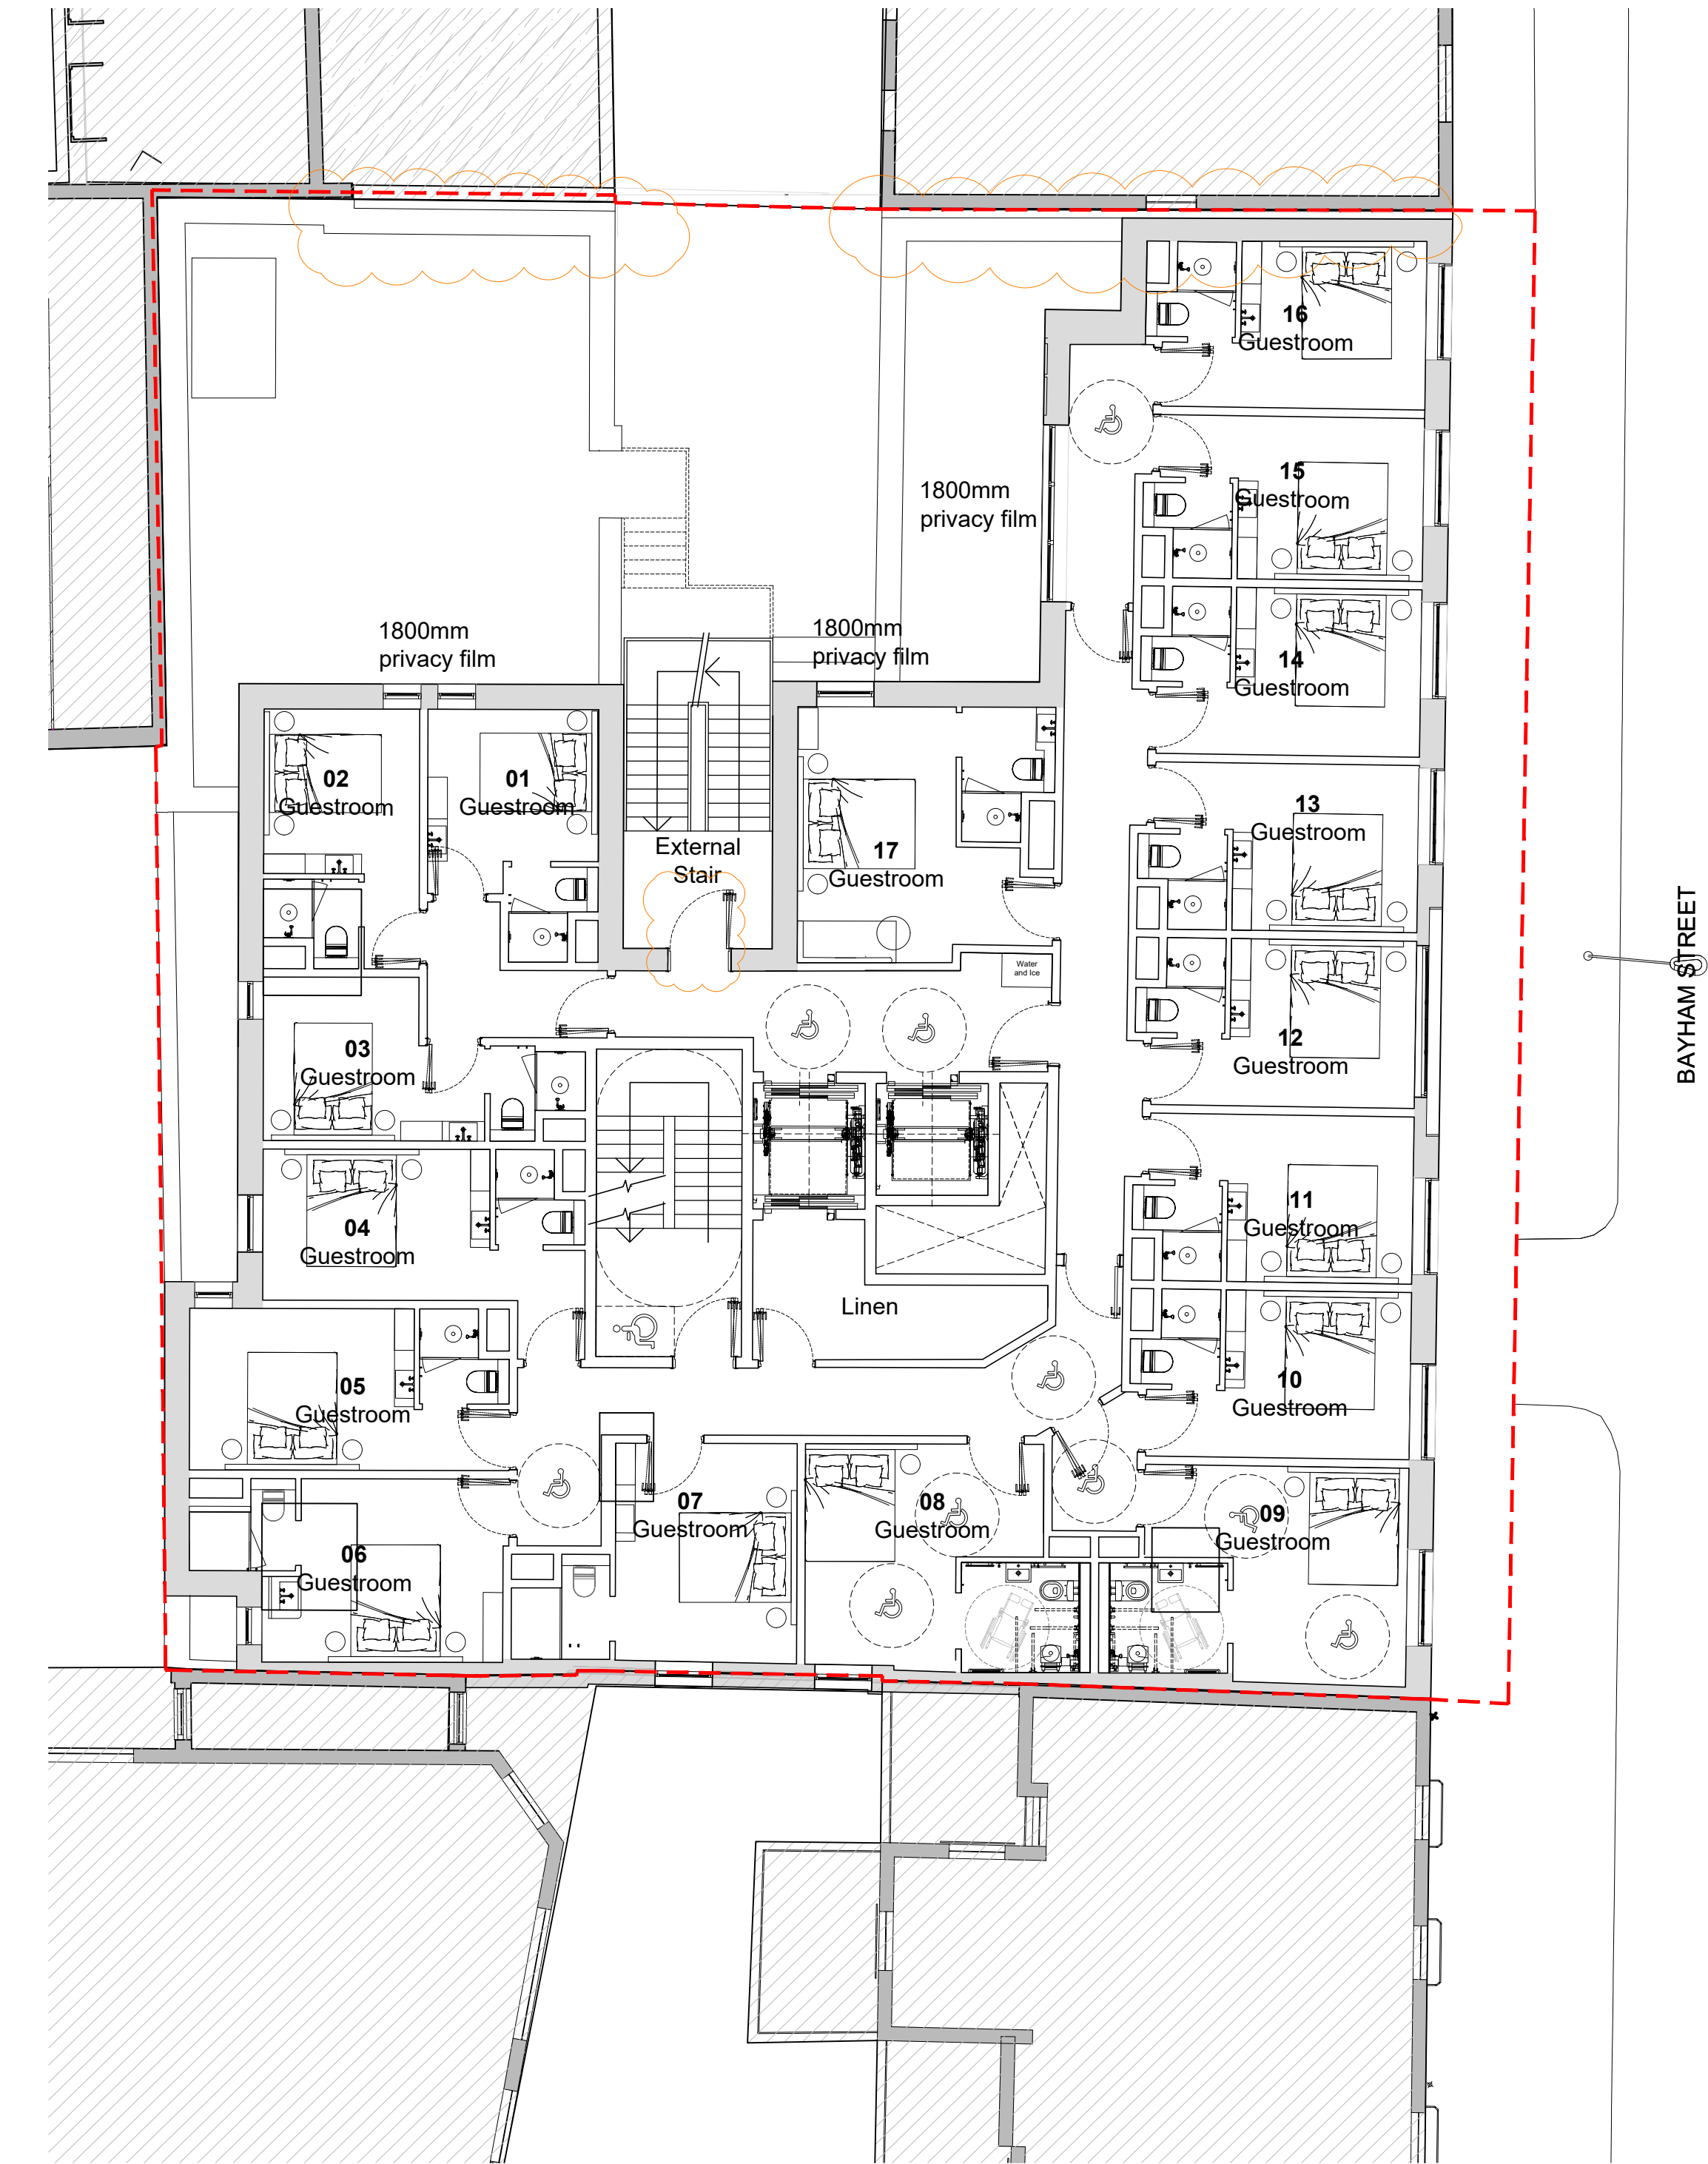 16
Guestroom
15
Guestroom
1800mm
privacy film
1800mm
privacy film
1800mm
privacy film
14
Guestroom
02
Guestroom
01
Guestroom
External
Stair
17
Guestroom
13
Guestroom
BAYHAM STREET
Water
and Ice
03
Guestroom
12
Guestroom
04
Guestroom
11
Guestroom
Linen
05
Guestroom
10
Guestroom
06
Guestroom
07
Guestroom
08
Guestroom
09
Guestroom